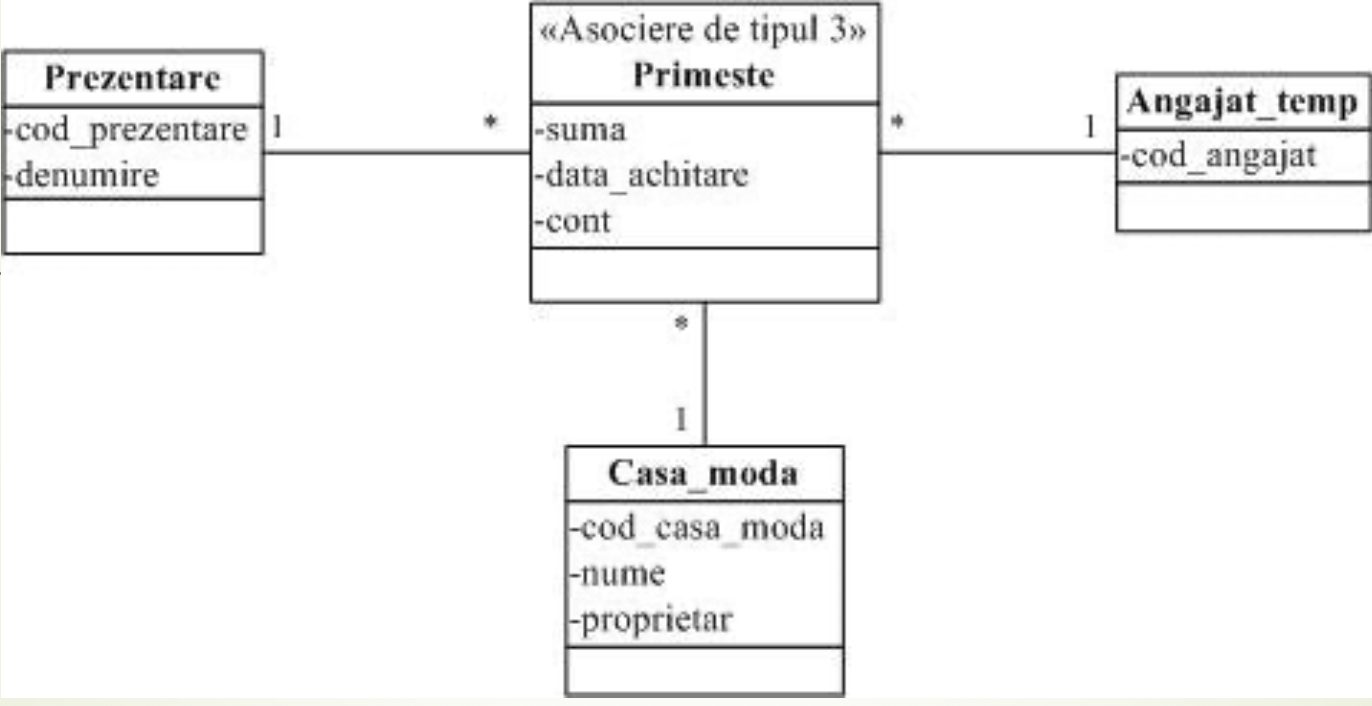 Prezentare
-cod_prezentare
-denumire
1
*
«Asociere de tipul 3»
Primeste
-suma
-data_achitare
-cont
*
1
Angajat_temp
-cod_angajat
*
1
Casa_moda
-cod_casa_moda
-nume
-proprietar